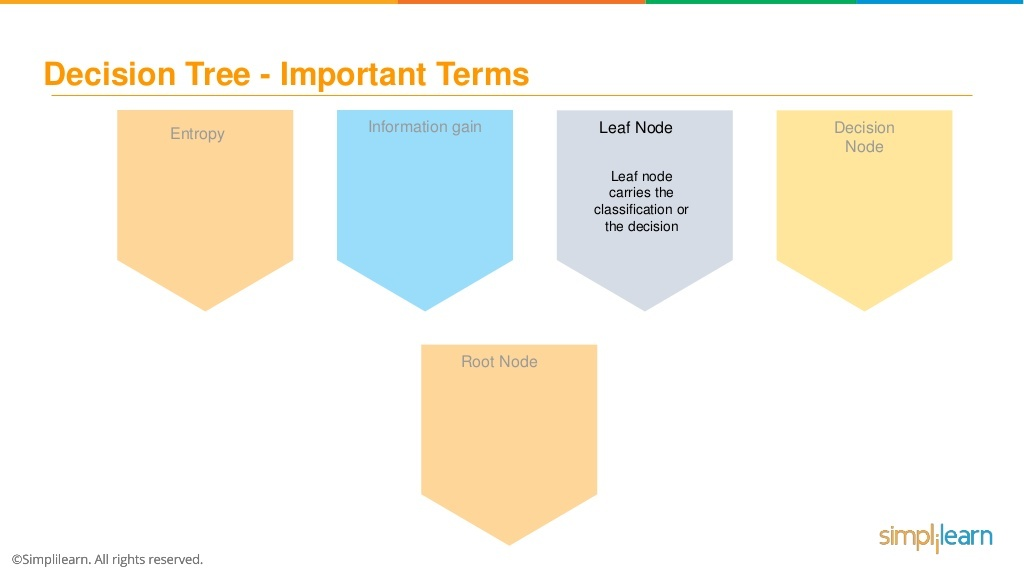 Decision Tree - Important Terms
Entropy
Information gain
Leaf Node
Leaf node
carries the
classification or
the decision
Decision
Node
Root Node
©Simplilearn. All rights reserved.
simplilearn